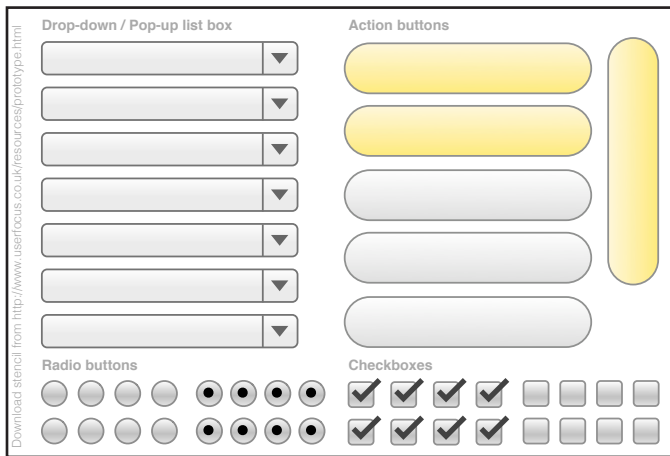 Drop-down / Pop-up list box
Action buttons
Radio buttons
Checkboxes
Download stencil from http://www.userfocus.co.uk/resources/prototype.html